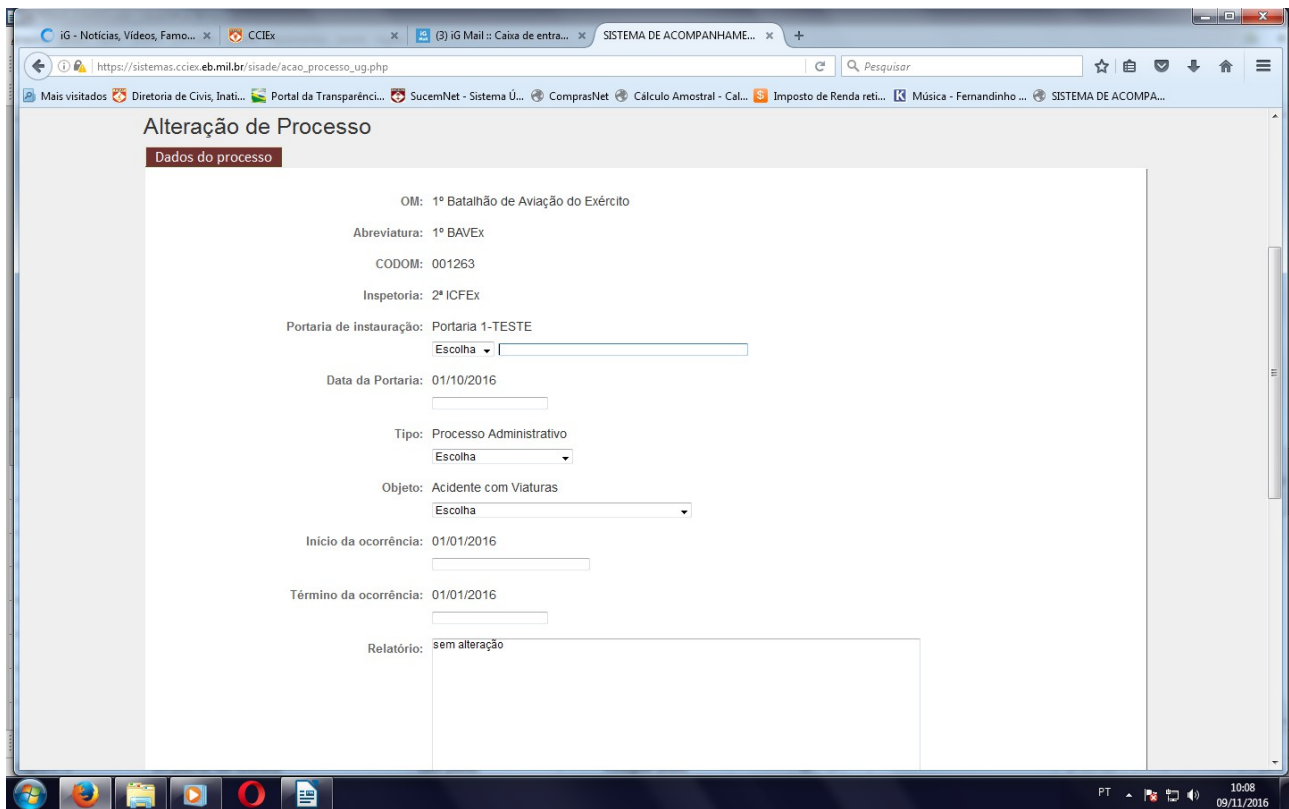 iG - Notícias, Vídeos, Famo... × CCIEx × (3) iG Mail :: Caixa de entra... × SISTEMA DE ACOMPANHAME... × +
https://sistemas.cciex.eb.mil.br/sisade/acao_processo_ug.php Pesquisar
Mais visitados Diretoria de Civis, Inati... Portal da Transparênci... SucemNet - Sistema Ú... ComprasNet Cálculo Amostral - Cal... Imposto de Renda reti... Música - Fernandinho ... SISTEMA DE ACOMPA...
Alteração de Processo
Dados do processo
OM: 1º Batalhão de Aviação do Exército
Abreviatura: 1º BAVEx
CODOM: 001263
Inspetoria: 2ª ICFEx
Portaria de instauração: Portaria 1-TESTE
Escolha
Data da Portaria: 01/10/2016
Tipo: Processo Administrativo
Escolha
Objeto: Acidente com Viaturas
Escolha
Início da ocorrência: 01/01/2016
Término da ocorrência: 01/01/2016
Relatório: sem alteração
PT 10:08
09/11/2016